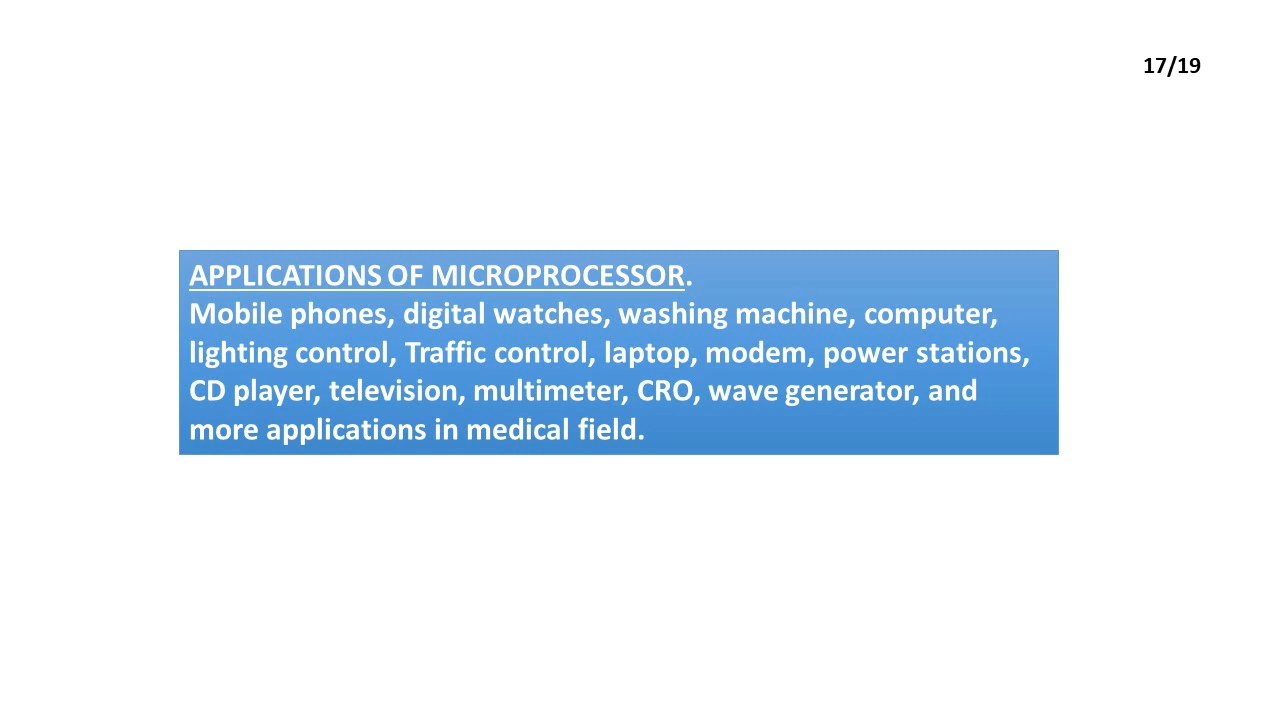 17/19
APPLICATIONS OF MICROPROCESSOR.
Mobile phones, digital watches, washing machine, computer,
lighting control, Traffic control, laptop, modem, power stations,
CD player, television, multimeter, CRO, wave generator, and
more applications in medical field.